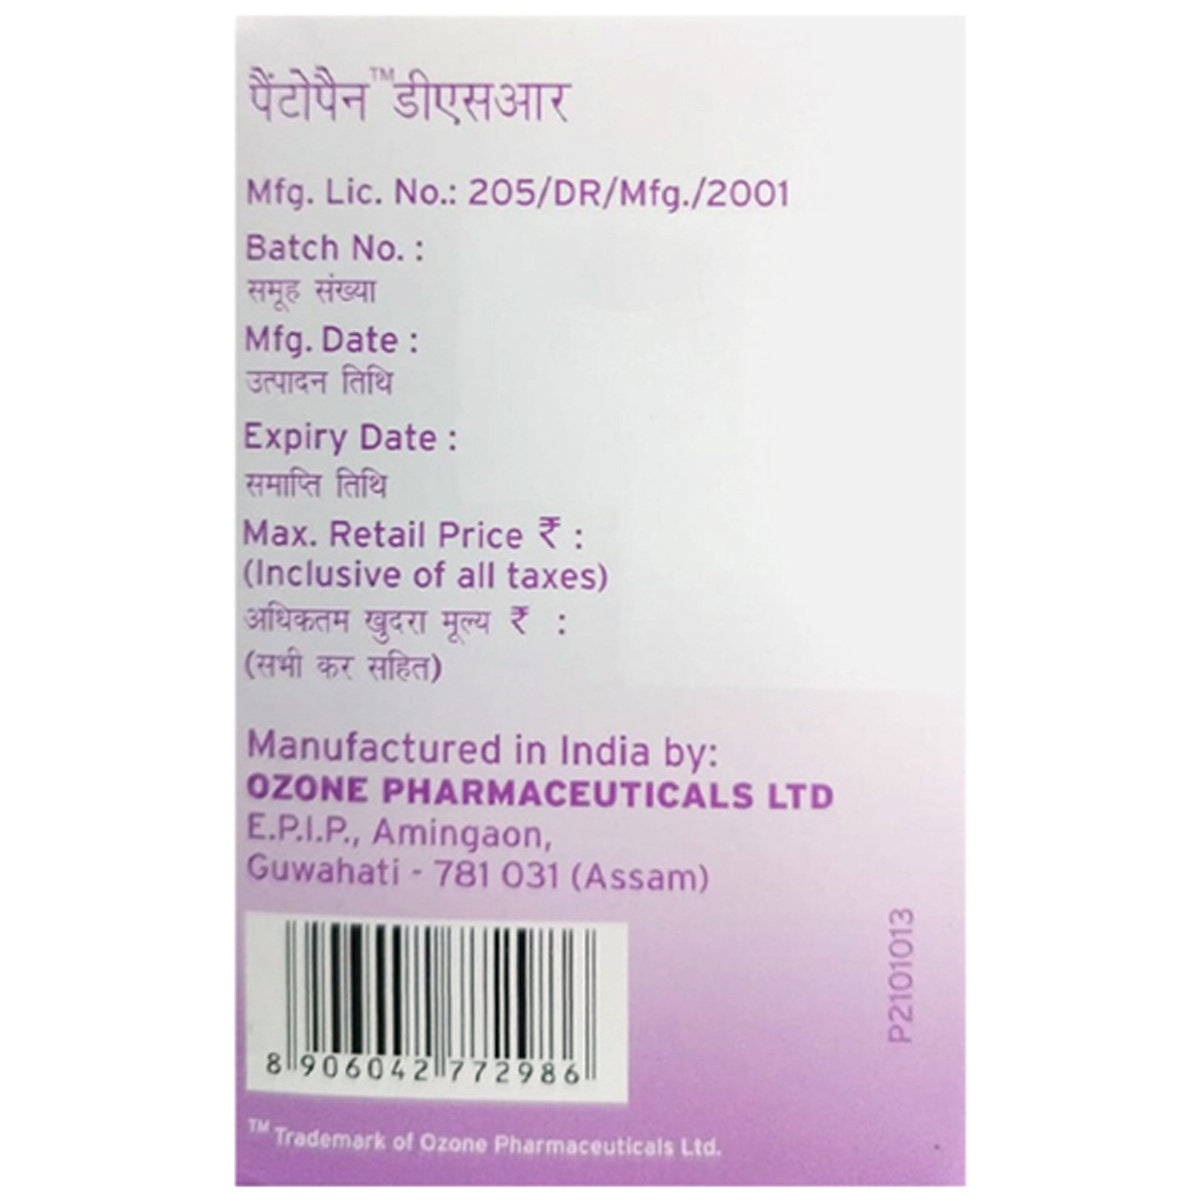 पैंटोपैन™ डीएसआर
Mfg. Lic. No.: 205/DR/Mfg./2001
Batch No. :
समूह संख्या
Mfg. Date :
उत्पादन तिथि
Expiry Date :
समाप्ति तिथि
Max. Retail Price ₹ :
(Inclusive of all taxes)
अधिकतम खुदरा मूल्य ₹ :
(सभी कर सहित)
Manufactured in India by:
OZONE PHARMACEUTICALS LTD
E.P.I.P., Amingaon,
Guwahati - 781 031 (Assam)
P2101013
8 906042 772986
™ Trademark of Ozone Pharmaceuticals Ltd.